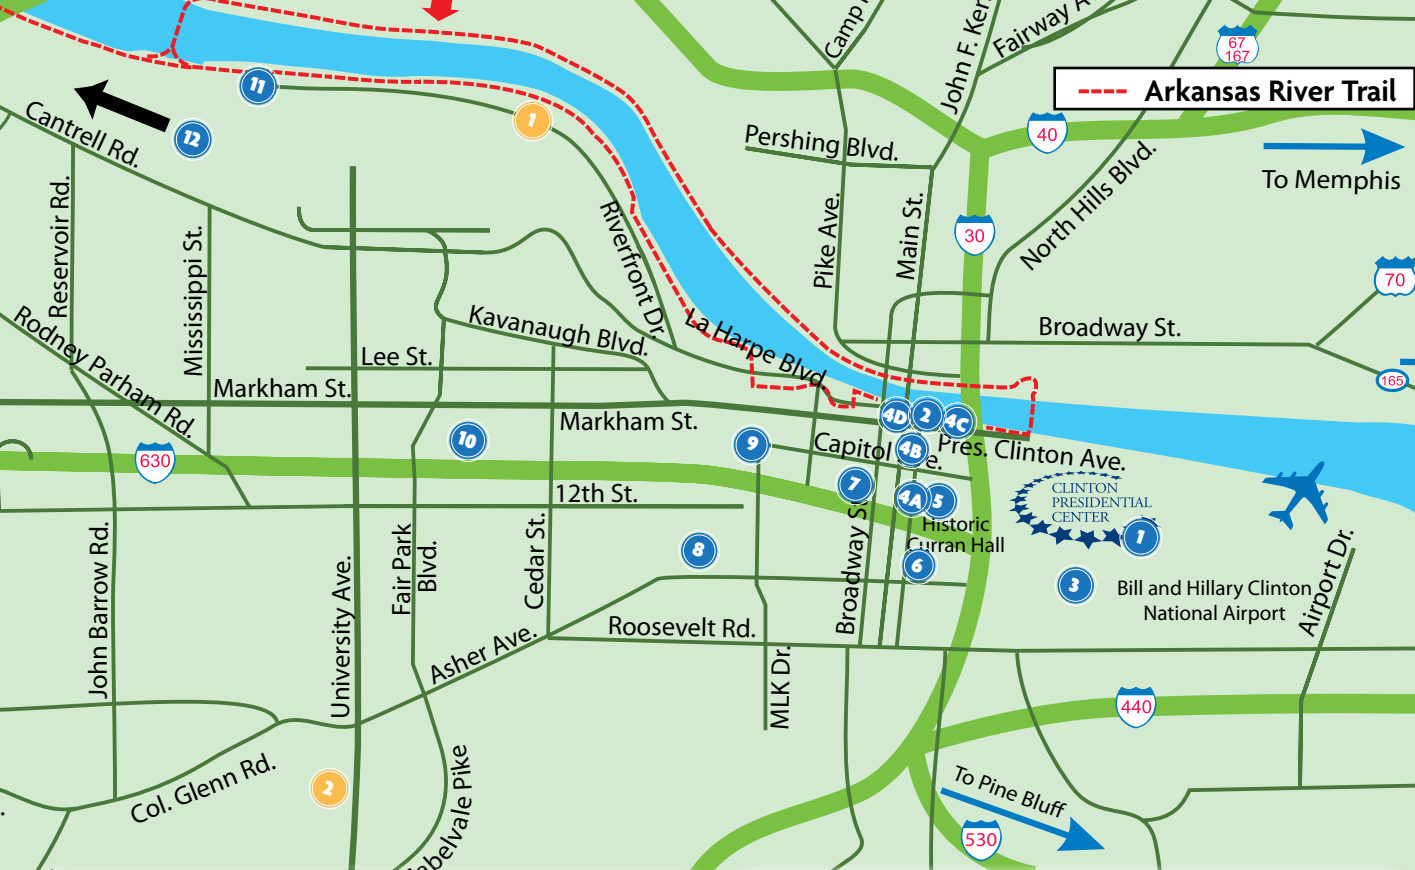 67
167
Camp
John F. Ker
Fairway A
Arkansas River Trail
11
1
12
Cantrell Rd.
Pershing Blvd.
40
To Memphis
Reservoir Rd.
Mississippi St.
Riverfront Dr.
Pike Ave.
Main St.
30
North Hills Blvd.
70
Rodney Parham Rd.
Kavanaugh Blvd.
La Harpe Blvd
Broadway St.
Lee St.
Markham St.
165
Markham St.
4D
2
4C
10
9
Capitol
e.
4B
Pres. Clinton Ave.
630
7
4A
5
12th St.
CLINTON
PRESIDENTIAL
CENTER
1
Historic
Curran Hall
6
8
3
Bill and Hillary Clinton
National Airport
Airport Dr.
John Barrow Rd.
University Ave.
Fair Park
Blvd.
Cedar St.
Broadway St
Asher Ave.
Roosevelt Rd.
MLK Dr.
440
Col. Glenn Rd.
2
abelvale Pike
To Pine Bluff
530